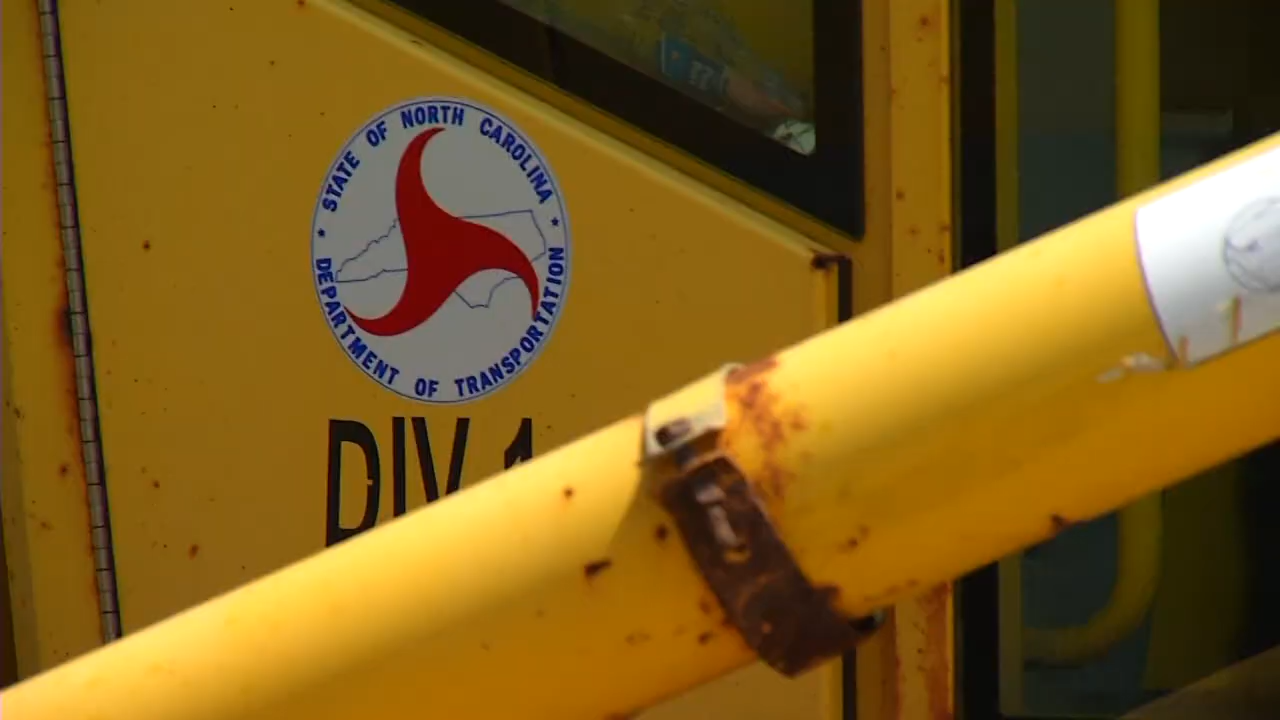 STATE OF NORTH CAROLINA
DEPARTMENT OF TRANSPORTATION
DIV 1